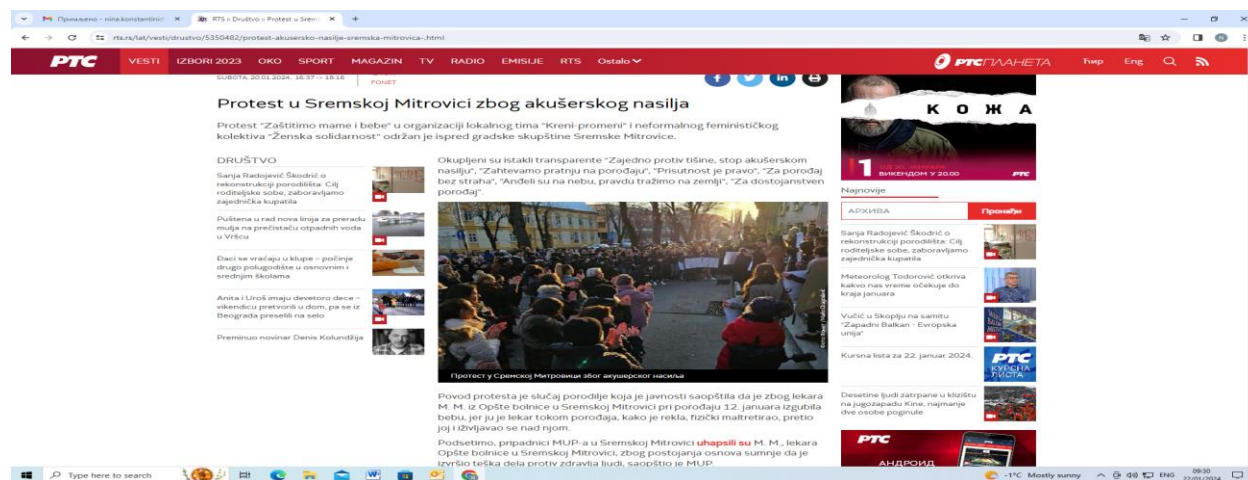 Примљено - nina.konstantinic
RTS :: Društvo :: Protest u Srems
rts.rs/lat/vesti/drustvo/5350482/protest-akusersko-nasilje-sremska-mitrovica-.html
РТС
VESTI IZBORI 2023 OKO SPORT MAGAZIN TV RADIO EMISIJE RTS Ostalo
РТС ПЛАНЕТА
Ћир Eng
SUBOTA, 20.01.2024, 16:37 -> 18:16
FONET
Protest u Sremskoj Mitrovici zbog akušerskog nasilja
Protest "Zaštitimo mame i bebe" u organizaciji lokalnog tima "Kreni-promeni" i neformalnog feminističkog
kolektiva "Ženska solidarnost" održan je ispred gradske skupštine Sremske Mitrovice.
DRUŠTVO
Sanja Radojević Škodrić o
rekonstrukciji porodilišta: Cilj
roditeljske sobe, zaboravljamo
zajednička kupatila
Puštena u rad nova linija za preradu
mulja na prečistaču otpadnih voda
u Vršcu
Đaci se vraćaju u klupe – počinje
drugo polugodište u osnovnim i
srednjim školama
Anita i Uroš imaju devetoro dece –
vikendicu pretvorili u dom, pa se iz
Beograda preselili na selo
Preminuo novinar Denis Kolundžija
Okupljeni su istakli transparente "Zajedno protiv tišine, stop akušerskom
nasilju", "Zahtevamo pratnju na porođaju", "Prisutnost je pravo", "Za porođaj
bez straha", "Anđeli su na nebu, pravdu tražimo na zemlji", "Za dostojanstven
porođaj".
Протест у Сремској Митровици због акушерског насиља
Povod protesta je slučaj porodilje koja je javnosti saopštila da je zbog lekara
M. M. iz Opšte bolnice u Sremskoj Mitrovici pri porođaju 12. januara izgubila
bebu, jer ju je lekar tokom porođaja, kako je rekla, fizički maltretirao, pretio
joj i iživljavao se nad njom.
Podsetimo, pripadnici MUP-a u Sremskoj Mitrovici uhapsili su M. M., lekara
Opšte bolnice u Sremskoj Mitrovici, zbog postojanja osnova sumnje da je
izvršio teška dela protiv zdravlja ljudi, saopštio je MUP.
К О Ж А
1
ВИКЕНДОМ У 20.00
РТС
Najnovije
АРХИВА
Пронађи
Sanja Radojević Škodrić o
rekonstrukciji porodilišta: Cilj
roditeljske sobe, zaboravljamo
zajednička kupatila
Meteorolog Todorović otkriva
kakvo nas vreme očekuje do
kraja januara
Vučić u Skoplju na samitu
"Zapadni Balkan - Evropska
unija"
Kursna lista za 22. januar 2024.
РТС
КУРСНА
ЛИСТА
Desetine ljudi zatrpane u klizištu
na jugozapadu Kine, najmanje
dve osobe poginule
РТС
АНДРОИД
Type here to search
-1°C Mostly sunny
ENG
09:30
22/01/2024